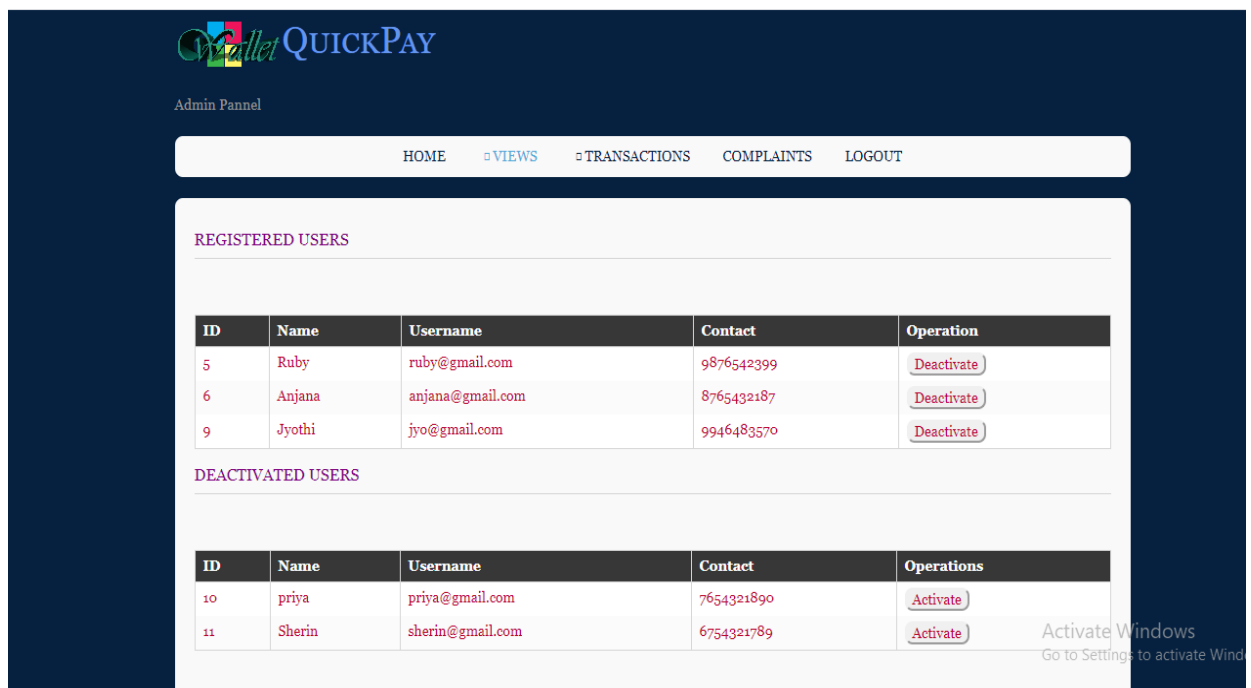 Wallet QUICKPAY
Admin Pannel
HOME VIEWS TRANSACTIONS COMPLAINTS LOGOUT
REGISTERED USERS
ID Name Username Contact Operation
5 Ruby ruby@gmail.com 9876542399 Deactivate
6 Anjana anjana@gmail.com 8765432187 Deactivate
9 Jyothi jyo@gmail.com 9946483570 Deactivate
DEACTIVATED USERS
ID Name Username Contact Operations
10 priya priya@gmail.com 7654321890 Activate
11 Sherin sherin@gmail.com 6754321789 Activate
Activate Windows
Go to Settings to activate Wind